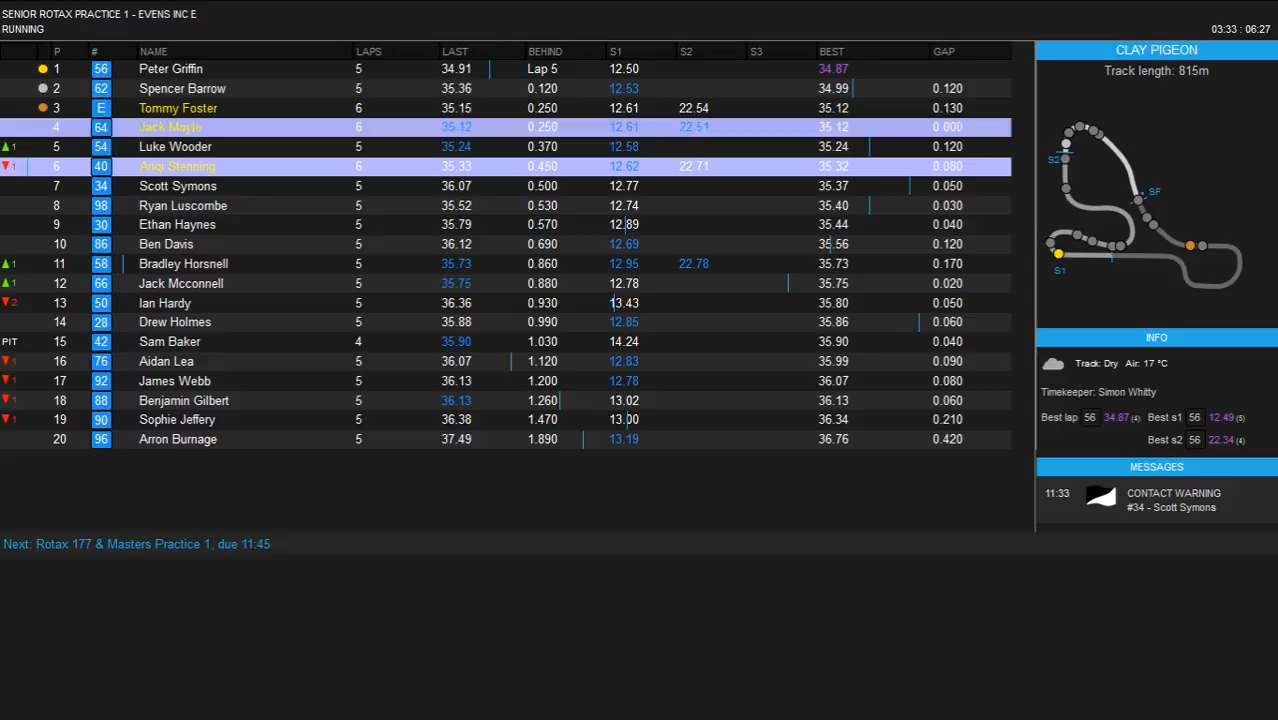 SENIOR ROTAX PRACTICE 1 - EVENS INC E
RUNNING
03:33 : 06:27
P # NAME LAPS LAST BEHIND S1 S2 S3 BEST GAP
1 56 Peter Griffin 5 34.91 Lap 5 12.50 34.87
2 62 Spencer Barrow 5 35.36 0.120 12.53 34.99 0.120
3 E Tommy Foster 6 35.15 0.250 12.61 22.54 35.12 0.130
4 64 Jack Mayle 6 35.12 0.250 12.61 22.51 35.12 0.000
1 5 54 Luke Wooder 5 35.24 0.370 12.58 35.24 0.120
1 6 40 Angi Stenning 6 35.33 0.450 12.62 22.71 35.32 0.080
7 34 Scott Symons 5 36.07 0.500 12.77 35.37 0.050
8 98 Ryan Luscombe 5 35.52 0.530 12.74 35.40 0.030
9 30 Ethan Haynes 5 35.79 0.570 12.89 35.44 0.040
10 86 Ben Davis 5 36.12 0.690 12.69 35.56 0.120
1 11 58 Bradley Horsnell 5 35.73 0.860 12.95 22.78 35.73 0.170
1 12 66 Jack Mcconnell 5 35.75 0.880 12.78 35.75 0.020
2 13 50 Ian Hardy 5 36.36 0.930 13.43 35.80 0.050
14 28 Drew Holmes 5 35.88 0.990 12.85 35.86 0.060
PIT 15 42 Sam Baker 4 35.90 1.030 14.24 35.90 0.040
1 16 76 Aidan Lea 5 36.07 1.120 12.83 35.99 0.090
1 17 92 James Webb 5 36.13 1.200 12.78 36.07 0.080
1 18 88 Benjamin Gilbert 5 36.13 1.260 13.02 36.13 0.060
1 19 90 Sophie Jeffery 5 36.38 1.470 13.00 36.34 0.210
20 96 Arron Burnage 5 37.49 1.890 13.19 36.76 0.420
Next: Rotax 177 & Masters Practice 1, due 11:45
CLAY PIGEON
Track length: 815m
S2
SF
S1
INFO
Track: Dry Air: 17 °C
Timekeeper: Simon Whitty
Best lap 56 34.87 (4) Best s1 56 12.49 (5)
Best s2 56 22.34 (4)
MESSAGES
11:33 CONTACT WARNING
#34 - Scott Symons